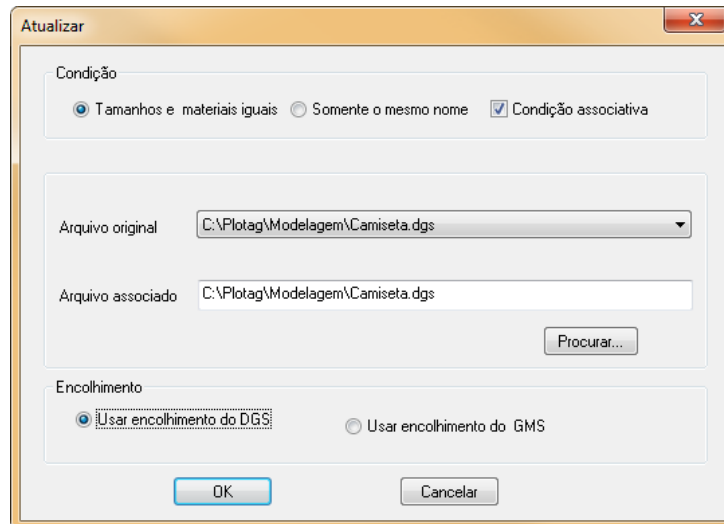 Atualizar
Condição
Tamanhos e materiais iguais Somente o mesmo nome Condição associativa
Arquivo original C:\Plotag\Modelagem\Camiseta.dgs
Arquivo associado C:\Plotag\Modelagem\Camiseta.dgs
Procurar...
Encolhimento
Usar encolhimento do DGS Usar encolhimento do GMS
OK Cancelar